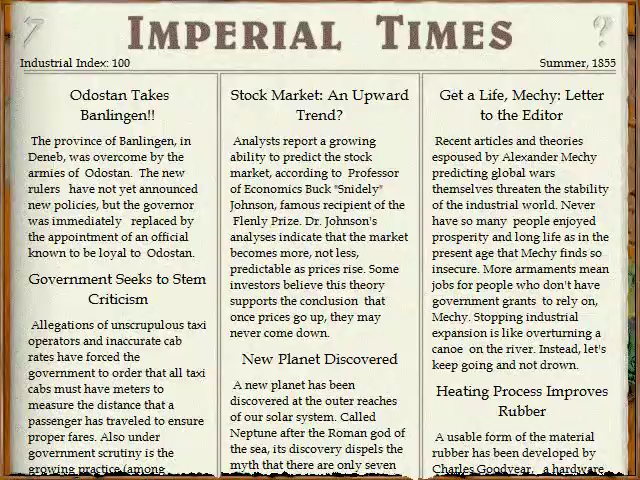 IMPERIAL TIMES
Industrial Index: 100
Summer, 1855
Odostan Takes
Banlingen!!
The province of Banlingen, in
Deneb, was overcome by the
armies of Odostan. The new
rulers have not yet announced
new policies, but the governor
was immediately replaced by
the appointment of an official
known to be loyal to Odostan.
Government Seeks to Stem
Criticism
Allegations of unscrupulous taxi
operators and inaccurate cab
rates have forced the
government to order that all taxi
cabs must have meters to
measure the distance that a
passenger has traveled to ensure
proper fares. Also under
government scrutiny is the
growing practice (among
Stock Market: An Upward
Trend?
Analysts report a growing
ability to predict the stock
market, according to Professor
of Economics Buck "Snidely"
Johnson, famous recipient of the
Flenly Prize. Dr. Johnson's
analyses indicate that the market
becomes more, not less,
predictable as prices rise. Some
investors believe this theory
supports the conclusion that
once prices go up, they may
never come down.
New Planet Discovered
A new planet has been
discovered at the outer reaches
of our solar system. Called
Neptune after the Roman god of
the sea, its discovery dispels the
myth that there are only seven
Get a Life, Mechy: Letter
to the Editor
Recent articles and theories
espoused by Alexander Mechy
predicting global wars
themselves threaten the stability
of the industrial world. Never
have so many people enjoyed
prosperity and long life as in the
present age that Mechy finds so
insecure. More armaments mean
jobs for people who don't have
government grants to rely on,
Mechy. Stopping industrial
expansion is like overturning a
canoe on the river. Instead, let's
keep going and not drown.
Heating Process Improves
Rubber
A usable form of the material
rubber has been developed by
Charles Goodyear, a hardware